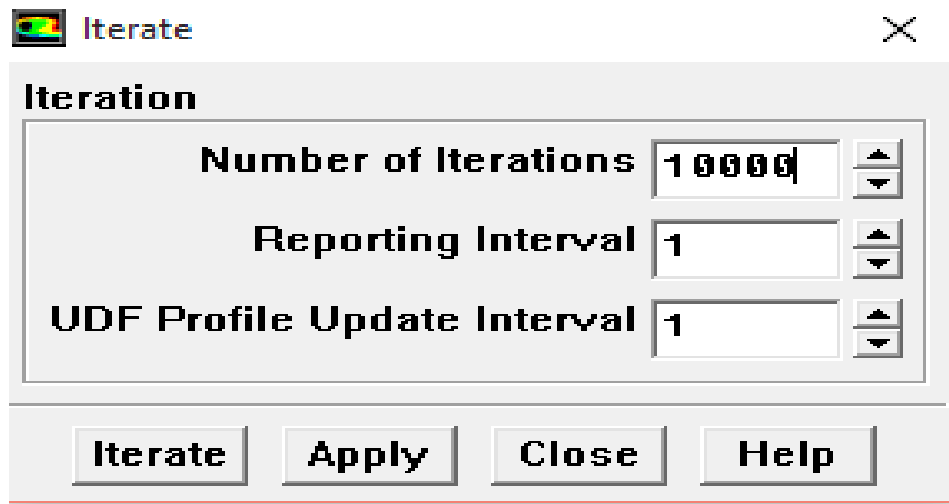 Iterate
Iteration
Number of Iterations 10000
Reporting Interval 1
UDF Profile Update Interval 1
Iterate Apply Close Help